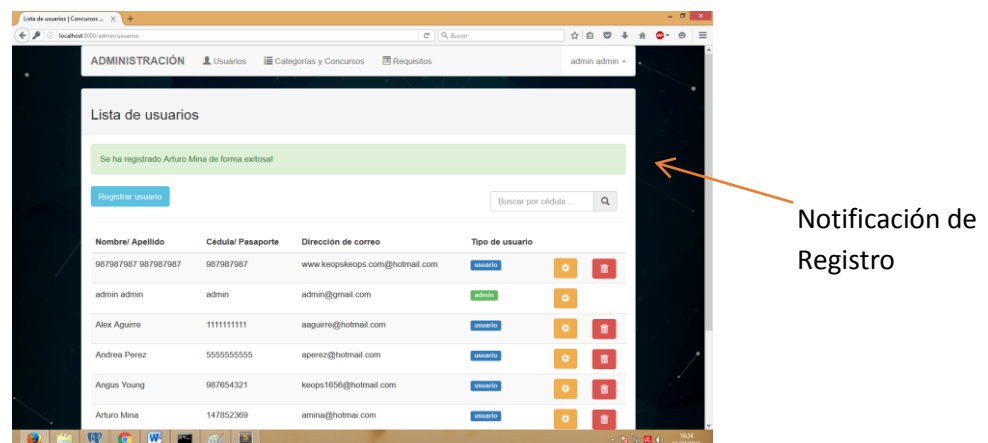 Lista de usuarios | Concursos ... × +
localhost:8000/admin/usuarios
Buscar
ADMINISTRACIÓN Usuarios Categorías y Concursos Requisitos admin admin
Lista de usuarios
Se ha registrado Arturo Mina de forma exitosa!
Registrar usuario
Buscar por cédula ...
Nombre/ Apellido Cédula/ Pasaporte Dirección de correo Tipo de usuario
987987987 987987987 987987987 www.keopskeops.com@hotmail.com usuario
admin admin admin admin@gmail.com admin
Alex Aguirre 1111111111 aaguirre@hotmail.com usuario
Andrea Perez 5555555555 aperez@hotmail.com usuario
Angus Young 987654321 keops1656@hotmail.com usuario
Arturo Mina 147852369 amina@hotmai.com usuario
16:24
Notificación de
Registro